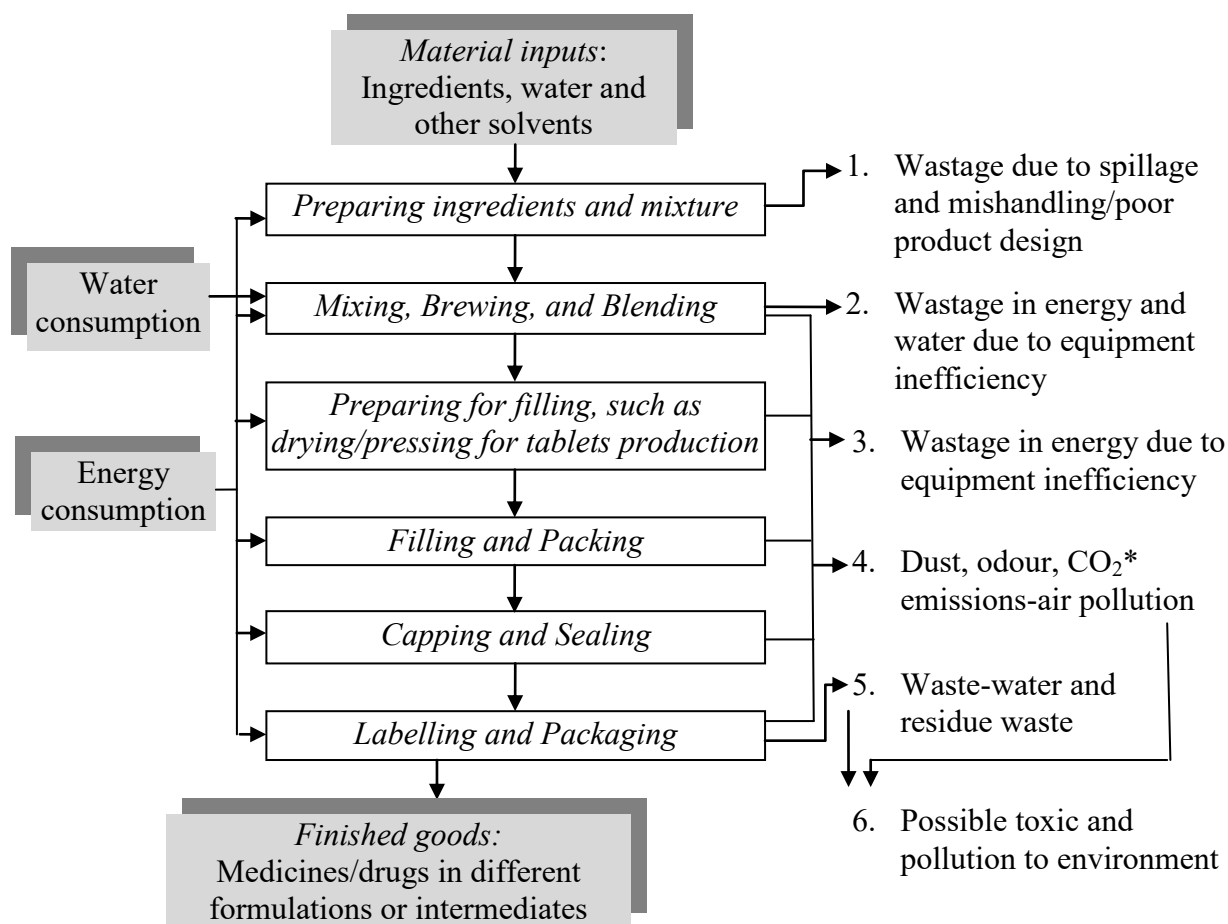 Material inputs:
Ingredients, water and
other solvents
Preparing ingredients and mixture
1. Wastage due to spillage
and mishandling/poor
product design
Water
consumption
Mixing, Brewing, and Blending
2. Wastage in energy and
water due to equipment
inefficiency
Preparing for filling, such as
drying/pressing for tablets production
3. Wastage in energy due to
equipment inefficiency
Energy
consumption
Filling and Packing
4. Dust, odour, CO₂*
emissions-air pollution
Capping and Sealing
5. Waste-water and
residue waste
Labelling and Packaging
6. Possible toxic and
pollution to environment
Finished goods:
Medicines/drugs in different
formulations or intermediates